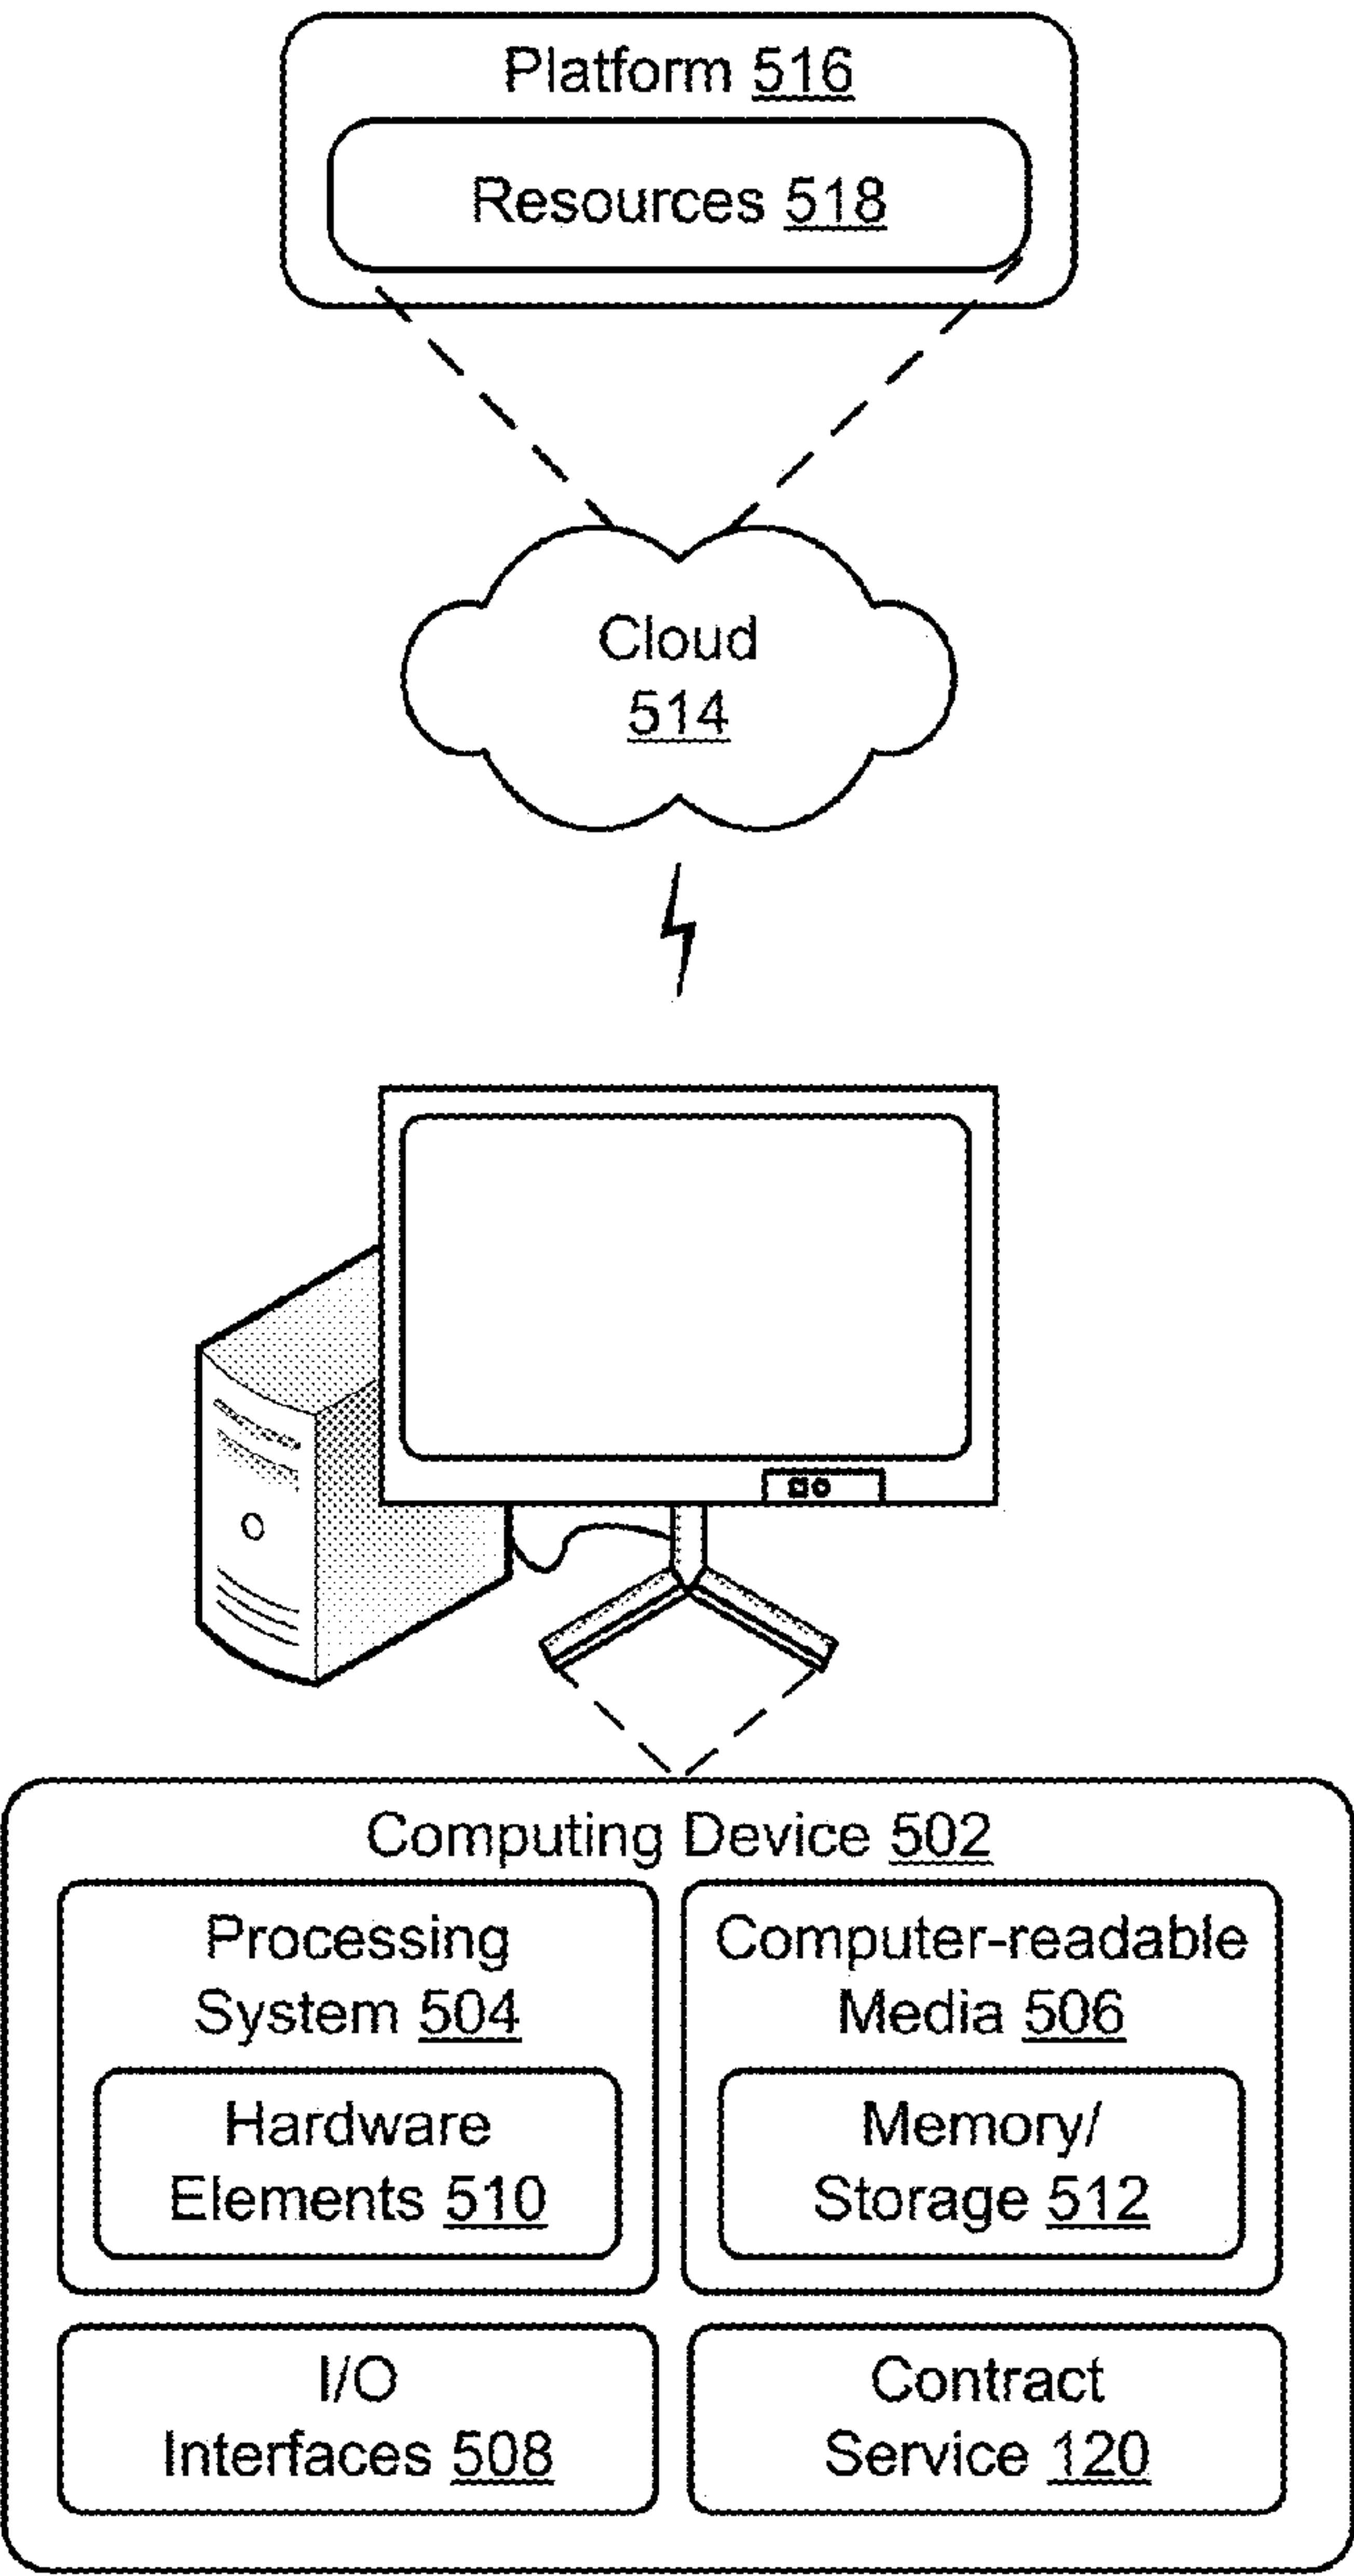 Platform 516
Resources 518
Cloud
514
Computing Device 502
Processing
System 504
Hardware
Elements 510
Computer-readable
Media 506
Memory/
Storage 512
I/O
Interfaces 508
Contract
Service 120